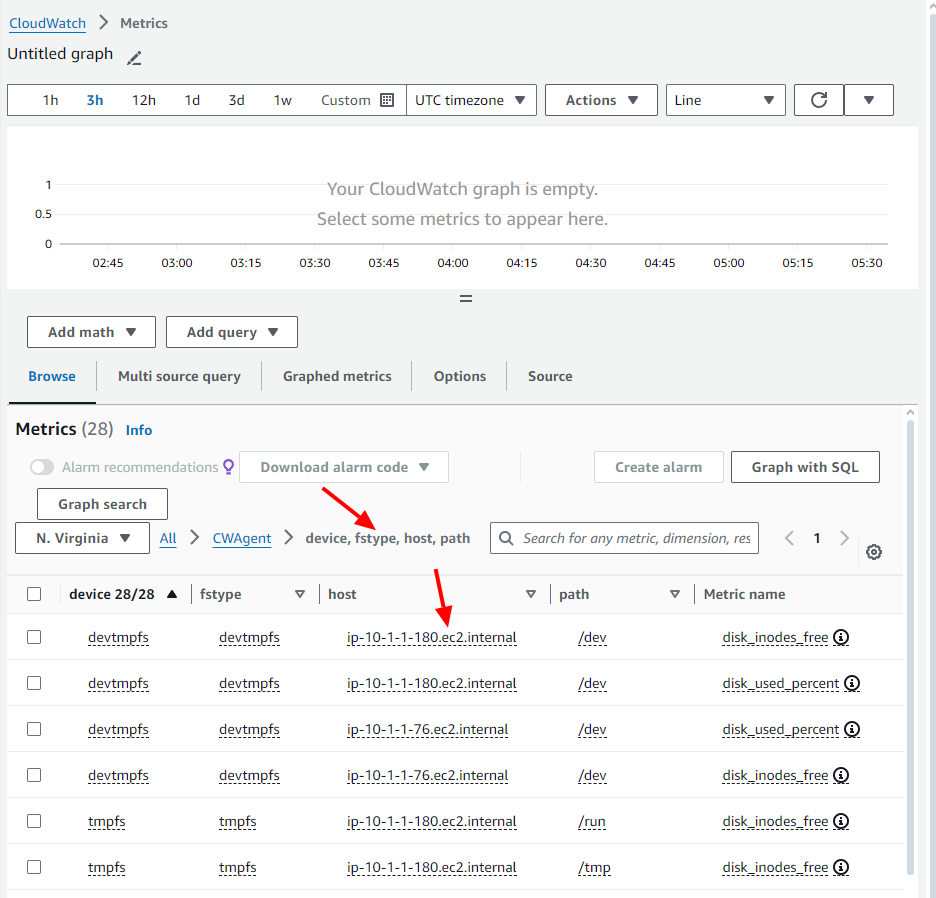 CloudWatch > Metrics
Untitled graph
1h 3h 12h 1d 3d 1w Custom UTC timezone Actions Line
Your CloudWatch graph is empty.
Select some metrics to appear here.
1
0.5
0
02:45 03:00 03:15 03:30 03:45 04:00 04:15 04:30 04:45 05:00 05:15 05:30
Add math Add query
Browse Multi source query Graphed metrics Options Source
Metrics (28) Info
Alarm recommendations Download alarm code Create alarm Graph with SQL
Graph search
N. Virginia All > CWAgent > device, fstype, host, path Search for any metric, dimension, res 1
device 28/28 fstype host path Metric name
devtmpfs devtmpfs ip-10-1-1-180.ec2.internal /dev disk_inodes_free
devtmpfs devtmpfs ip-10-1-1-180.ec2.internal /dev disk_used_percent
devtmpfs devtmpfs ip-10-1-1-76.ec2.internal /dev disk_used_percent
devtmpfs devtmpfs ip-10-1-1-76.ec2.internal /dev disk_inodes_free
tmpfs tmpfs ip-10-1-1-180.ec2.internal /run disk_inodes_free
tmpfs tmpfs ip-10-1-1-180.ec2.internal /tmp disk_inodes_free